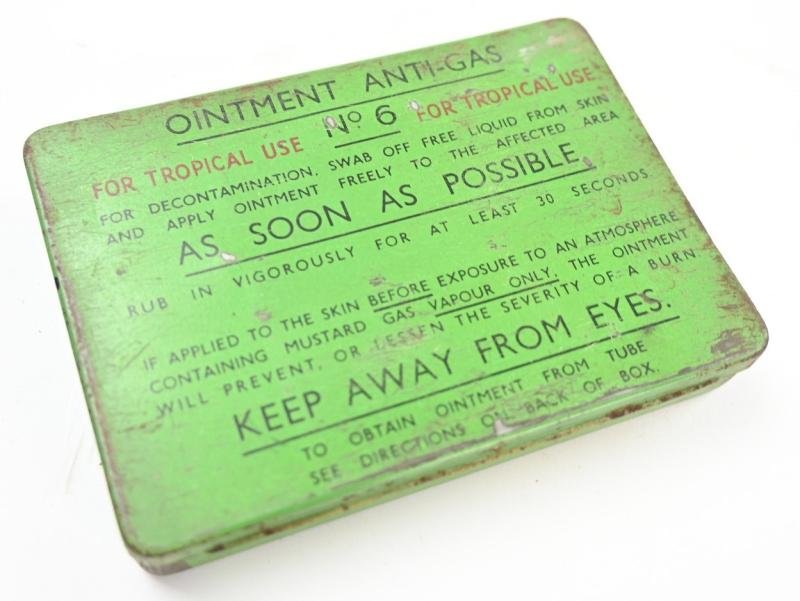 OINTMENT ANTI-GAS
FOR TROPICAL USE Nº 6 FOR TROPICAL USE
FOR DECONTAMINATION, SWAB OFF FREE LIQUID FROM SKIN
AND APPLY OINTMENT FREELY TO THE AFFECTED AREA
AS SOON AS POSSIBLE,
RUB IN VIGOROUSLY FOR AT LEAST 30 SECONDS
IF APPLIED TO THE SKIN BEFORE EXPOSURE TO AN ATMOSPHERE
CONTAINING MUSTARD GAS VAPOUR ONLY, THE OINTMENT
WILL PREVENT, OR LESSEN THE SEVERITY OF A BURN
KEEP AWAY FROM EYES.
TO OBTAIN OINTMENT FROM TUBE
SEE DIRECTIONS ON BACK OF BOX.